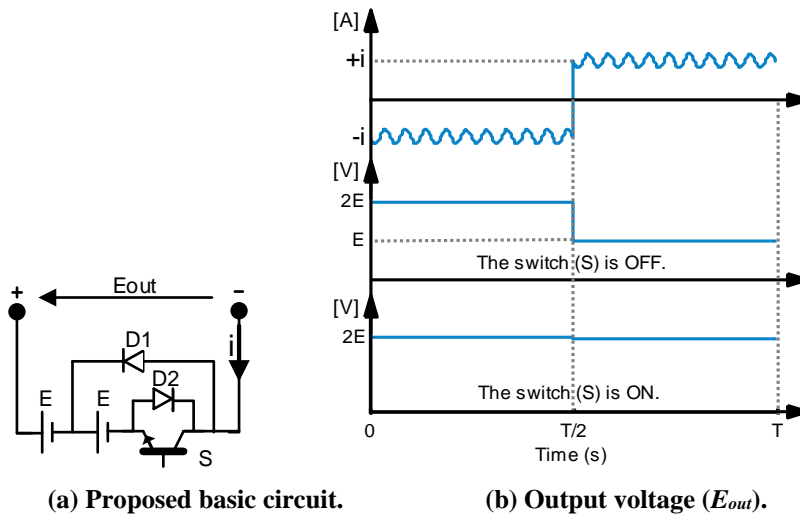 [A]
+i
-i
[V]
2E
E
The switch (S) is OFF.
[V]
2E
The switch (S) is ON.
0
T/2
T
Time (s)
+
Eout
-
i
D1
D2
E
E
S
(a) Proposed basic circuit.
(b) Output voltage (Eout).